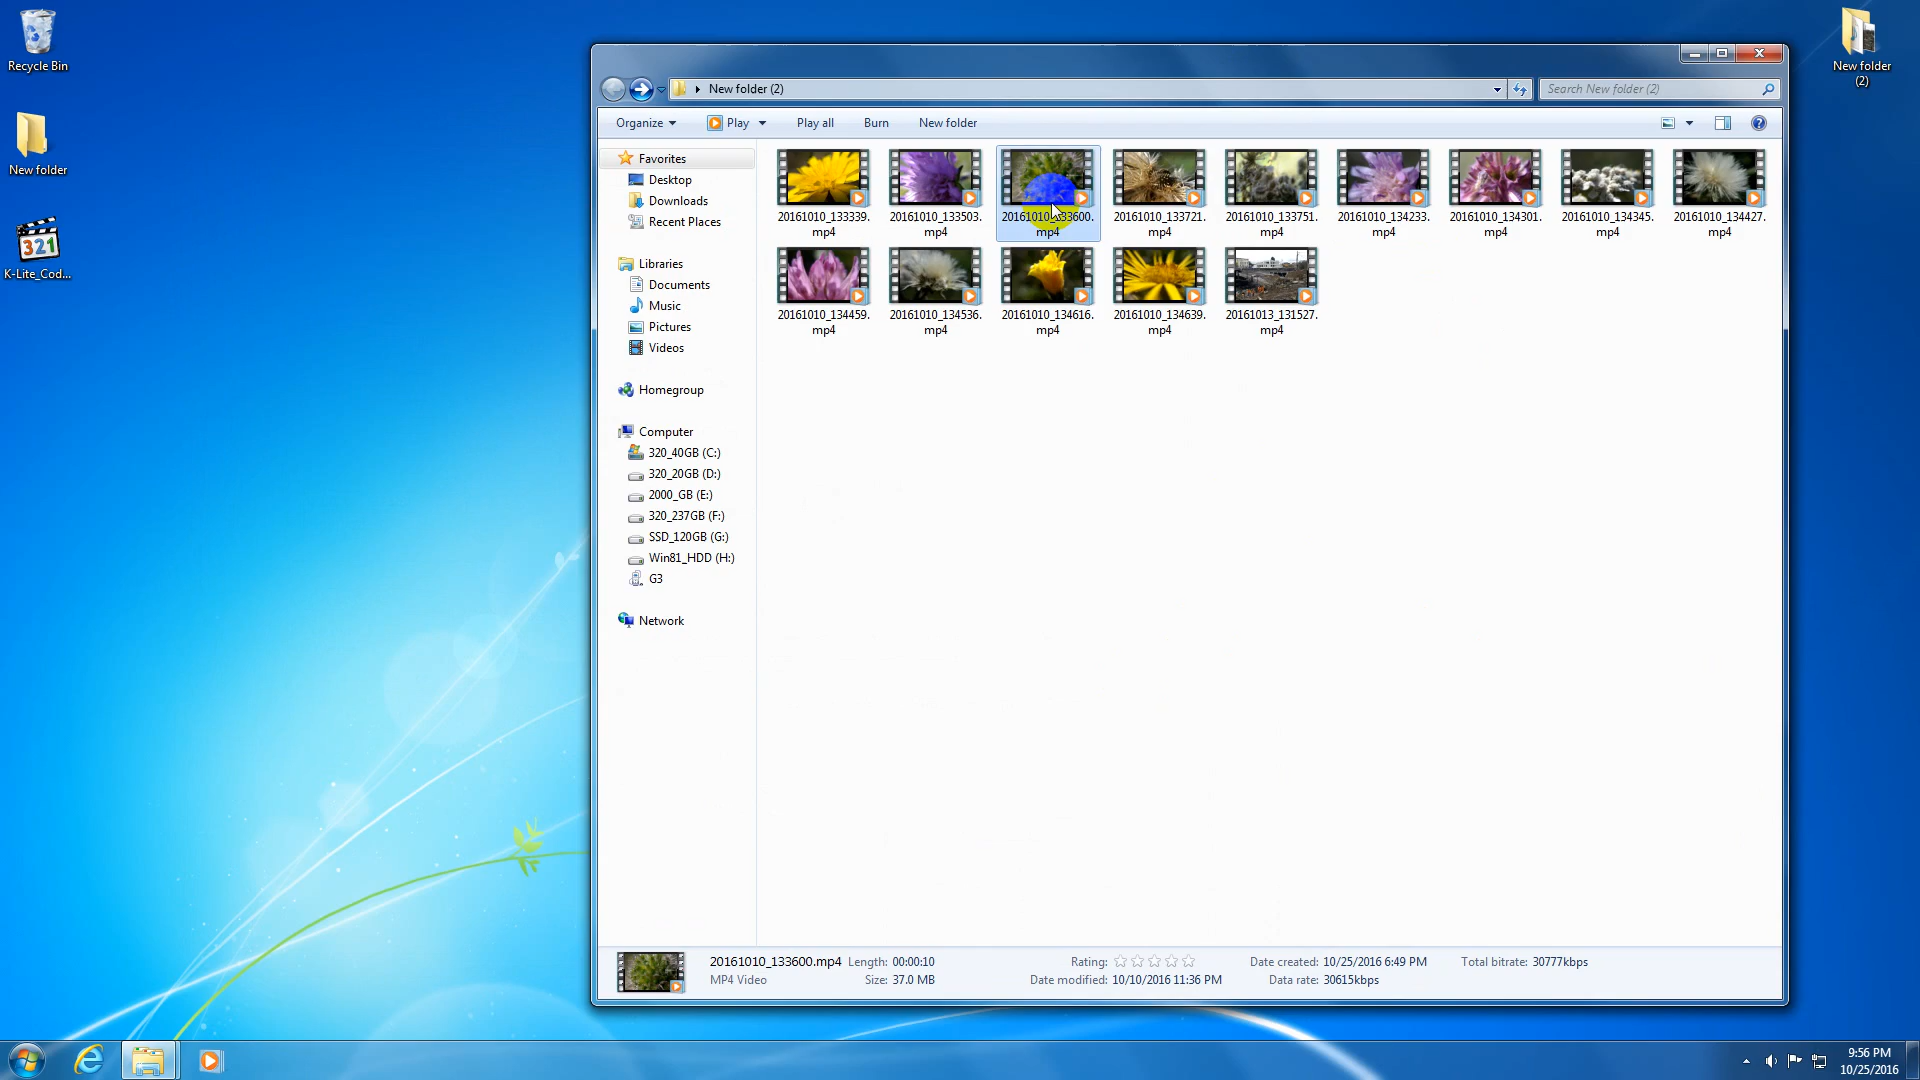 Recycle Bin
New folder
321
K-Lite_Cod...
New folder
(2)
New folder (2)
Search New folder (2)
Organize
Play
Play all
Burn
New folder
Favorites
Desktop
Downloads
Recent Places
Libraries
Documents
Music
Pictures
Videos
Homegroup
Computer
320_40GB (C:)
320_20GB (D:)
2000_GB (E:)
320_237GB (F:)
SSD_120GB (G:)
Win81_HDD (H:)
G3
Network
20161010_133339.
mp4
20161010_133503.
mp4
20161010_133600.
mp4
20161010_133721.
mp4
20161010_133751.
mp4
20161010_134233.
mp4
20161010_134301.
mp4
20161010_134345.
mp4
20161010_134427.
mp4
20161010_134459.
mp4
20161010_134536.
mp4
20161010_134616.
mp4
20161010_134639.
mp4
20161013_131527.
mp4
20161010_133600.mp4 Length: 00:00:10 Rating: Date created: 10/25/2016 6:49 PM Total bitrate: 30777kbps
MP4 Video Size: 37.0 MB Date modified: 10/10/2016 11:36 PM Data rate: 30615kbps
9:56 PM
10/25/2016